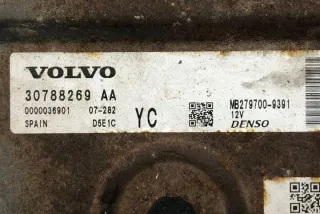 VOLVO
30788269 AA
0000036901 07-282
SPAIN D5E1C
YC
MB279700-9391
12V
DENSO